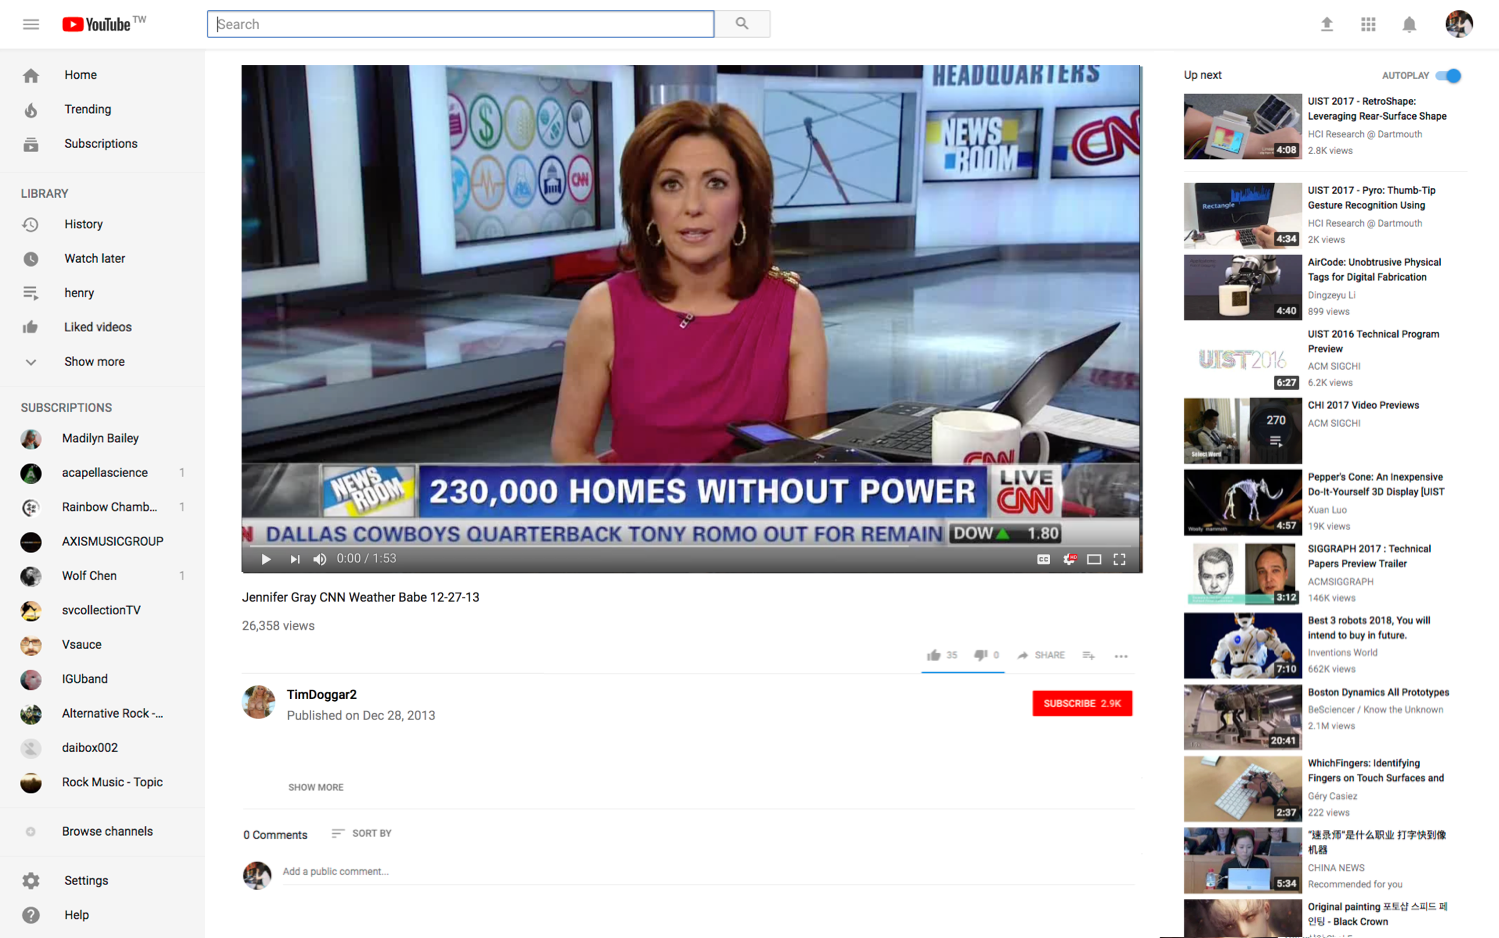 YouTube TW
Search
Home
Trending
Subscriptions
LIBRARY
History
Watch later
henry
Liked videos
Show more
SUBSCRIPTIONS
Madilyn Bailey
acapellascience 1
Rainbow Chamb... 1
AXISMUSICGROUP
Wolf Chen 1
svcollectionTV
Vsauce
IGUband
Alternative Rock -...
daibox002
Rock Music - Topic
Browse channels
Settings
Help
HEADQUARTERS
NEWS
ROOM
CNN
CNN
CNN
NEWS
ROOM
230,000 HOMES WITHOUT POWER
LIVE
CNN
N DALLAS COWBOYS QUARTERBACK TONY ROMO OUT FOR REMAIN
DOW 1.80
0:00 / 1:53
CC
HD
Jennifer Gray CNN Weather Babe 12-27-13
26,358 views
35 0 SHARE
TimDoggar2
Published on Dec 28, 2013
SUBSCRIBE 2.9K
SHOW MORE
0 Comments SORT BY
Add a public comment...
Up next AUTOPLAY
4:08
UIST 2017 - RetroShape:
Leveraging Rear-Surface Shape
HCI Research @ Dartmouth
2.8K views
Rectangle
4:34
UIST 2017 - Pyro: Thumb-Tip
Gesture Recognition Using
HCI Research @ Dartmouth
2K views
4:40
AirCode: Unobtrusive Physical
Tags for Digital Fabrication
Dingzeyu Li
899 views
UIST2016
6:27
UIST 2016 Technical Program
Preview
ACM SIGCHI
6.2K views
270
Select Word
CHI 2017 Video Previews
ACM SIGCHI
Woolly mammoth
4:57
Pepper's Cone: An Inexpensive
Do-It-Yourself 3D Display [UIST
Xuan Luo
19K views
3:12
SIGGRAPH 2017 : Technical
Papers Preview Trailer
ACMSIGGRAPH
146K views
7:10
Best 3 robots 2018, You will
intend to buy in future.
Inventions World
662K views
20:41
Boston Dynamics All Prototypes
BeSciencer / Know the Unknown
2.1M views
2:37
WhichFingers: Identifying
Fingers on Touch Surfaces and
Géry Casiez
222 views
5:34
"速录师"是什么职业 打字快到像
机器
CHINA NEWS
Recommended for you
Original painting 포토샵 스피드 페
인팅 - Black Crown